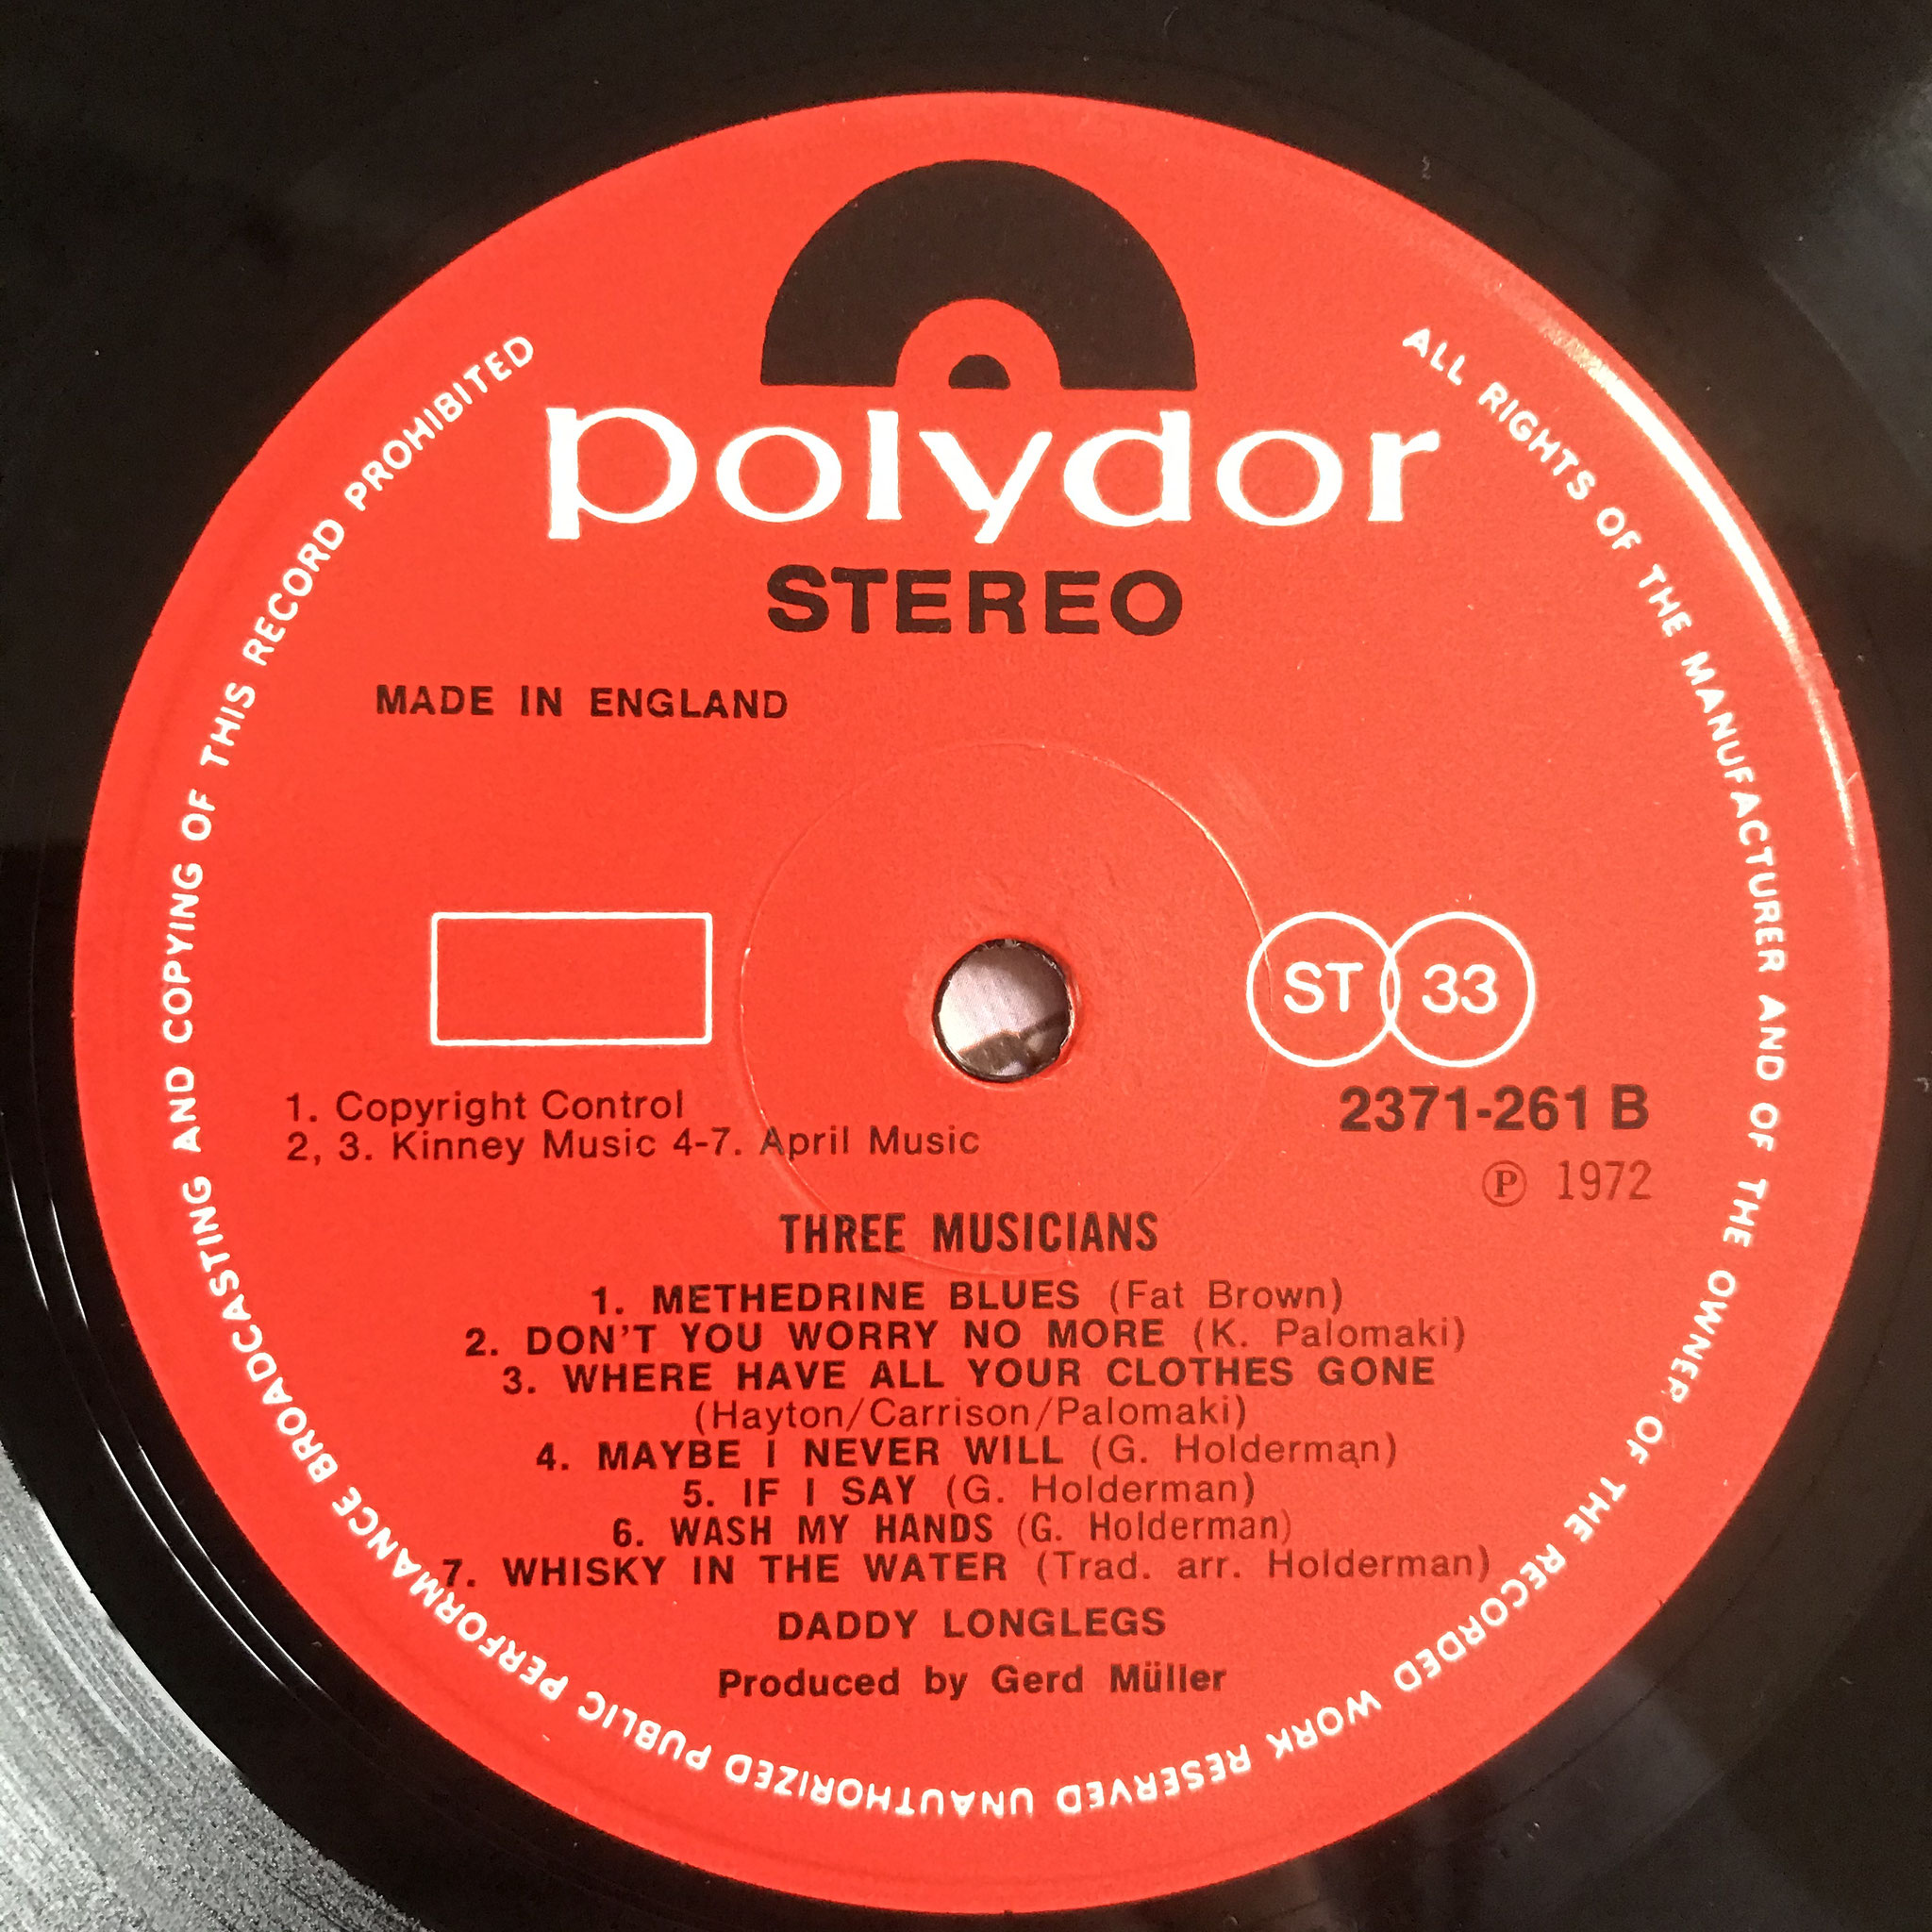 polydor
STEREO
MADE IN ENGLAND
ST 33
1. Copyright Control
2, 3. Kinney Music 4-7. April Music
2371-261 B
℗ 1972
THREE MUSICIANS
1. METHEDRINE BLUES (Fat Brown)
2. DON'T YOU WORRY NO MORE (K. Palomaki)
3. WHERE HAVE ALL YOUR CLOTHES GONE
(Hayton/Carrison/Palomaki)
4. MAYBE I NEVER WILL (G. Holderman)
5. IF I SAY (G. Holderman)
6. WASH MY HANDS (G. Holderman)
7. WHISKY IN THE WATER (Trad. arr. Holderman)
DADDY LONGLEGS
Produced by Gerd Müller
ALL RIGHTS OF THE MANUFACTURER AND OF THE OWNER OF THE RECORDED WORK RESERVED UNAUTHORIZED PUBLIC PERFORMANCE BROADCASTING AND COPYING OF THIS RECORD PROHIBITED